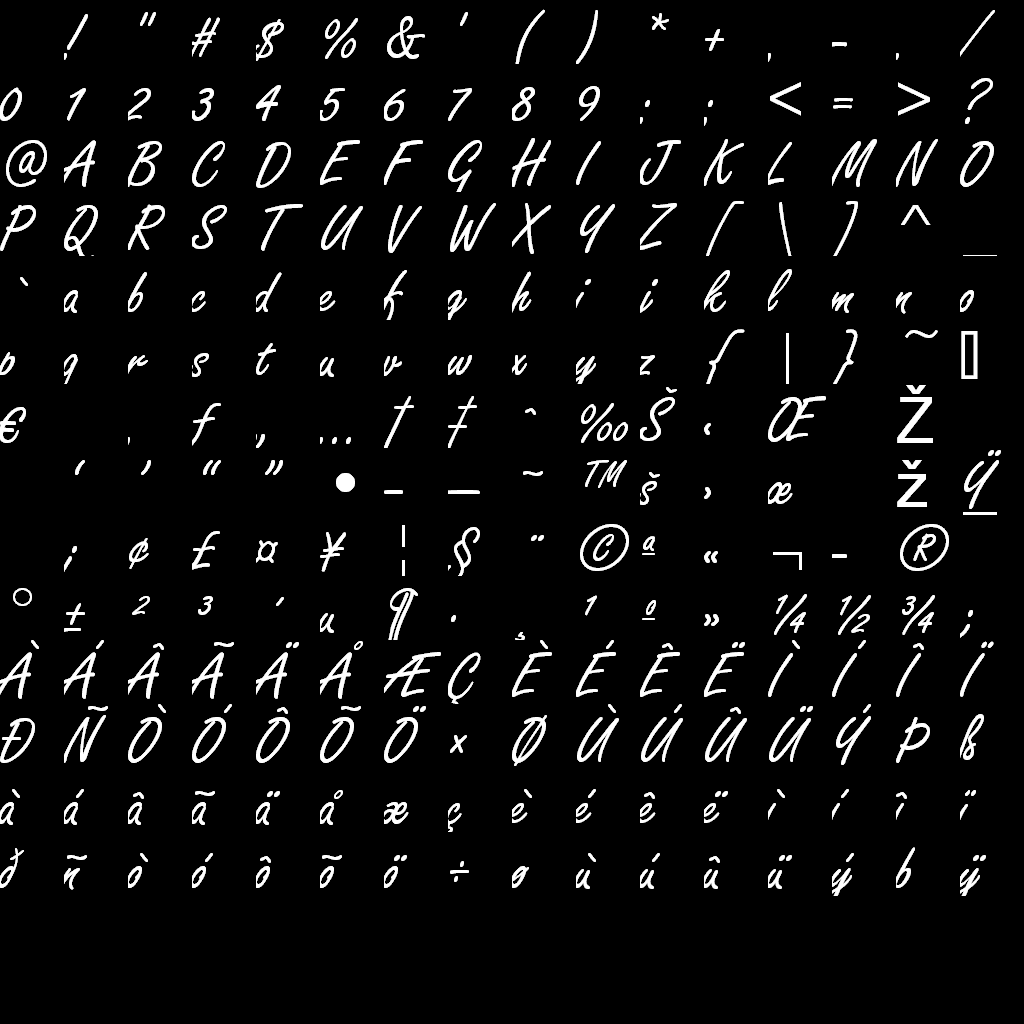 ! " # $ % & ' ( ) * + , - . /
0 1 2 3 4 5 6 7 8 9 : ; < = > ?
@ A B C D E F G H I J K L M N O
P Q R S T U V W X Y Z [ \ ] ^ _
` a b c d e f g h i j k l m n o
p q r s t u v w x y z { | } ~ ▯
€ ‚ ƒ „ … † ‡ ˆ ‰ Š ‹ Œ Ž
‘ ’ “ ” • – — ˜ ™ š › œ ž Ÿ
¡ ¢ £ ¤ ¥ ¦ § ¨ © ª « ¬ - ®
° ± ² ³ ´ µ ¶ · ¸ ¹ º » ¼ ½ ¾ ¿
À Á Â Ã Ä Å Æ Ç È É Ê Ë Ì Í Î Ï
Ð Ñ Ò Ó Ô Õ Ö × Ø Ù Ú Û Ü Ý Þ ß
à á â ã ä å æ ç è é ê ë ì í î ï
ð ñ ò ó ô õ ö ÷ ø ù ú û ü ý þ ÿ